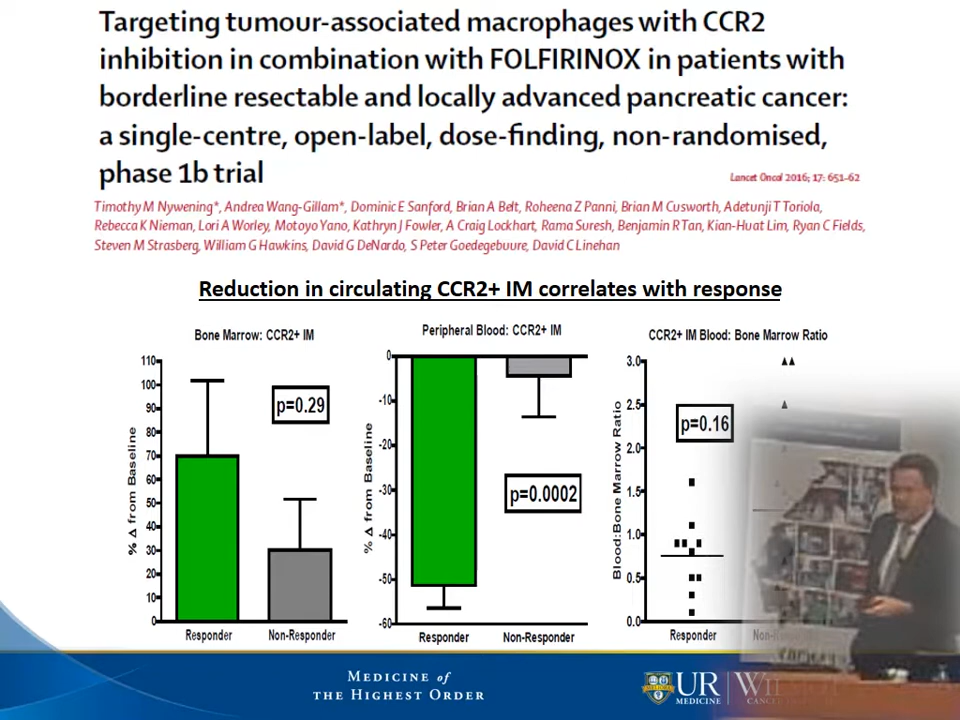 Targeting tumour-associated macrophages with CCR2
inhibition in combination with FOLFIRINOX in patients with
borderline resectable and locally advanced pancreatic cancer:
a single-centre, open-label, dose-finding, non-randomised,
phase 1b trial
Lancet Oncol 2016; 17: 651-62
Timothy M Nywening*, Andrea Wang-Gillam*, Dominic E Sanford, Brian A Belt, Roheena Z Panni, Brian M Cusworth, Adetunji T Toriola,
Rebecca K Nieman, Lori A Worley, Motoyo Yano, Kathryn J Fowler, A Craig Lockhart, Rama Suresh, Benjamin R Tan, Kian-Huat Lim, Ryan C Fields,
Steven M Strasberg, William G Hawkins, David G DeNardo, S Peter Goedegebuure, David C Linehan
Reduction in circulating CCR2+ IM correlates with response
Bone Marrow: CCR2+ IM
% Δ from Baseline
110
100
90
80
70
60
50
40
30
20
10
0
p=0.29
Responder
Non-Responder
Peripheral Blood: CCR2+ IM
% Δ from Baseline
0
-10
-20
-30
-40
-50
-60
p=0.0002
Responder
Non-Responder
CCR2+ IM Blood: Bone Marrow Ratio
Blood:Bone Marrow Ratio
3.0
2.5
2.0
1.5
1.0
0.5
0.0
p=0.16
Responder
MEDICINE of
THE HIGHEST ORDER
MELIORA
UR
MEDICINE